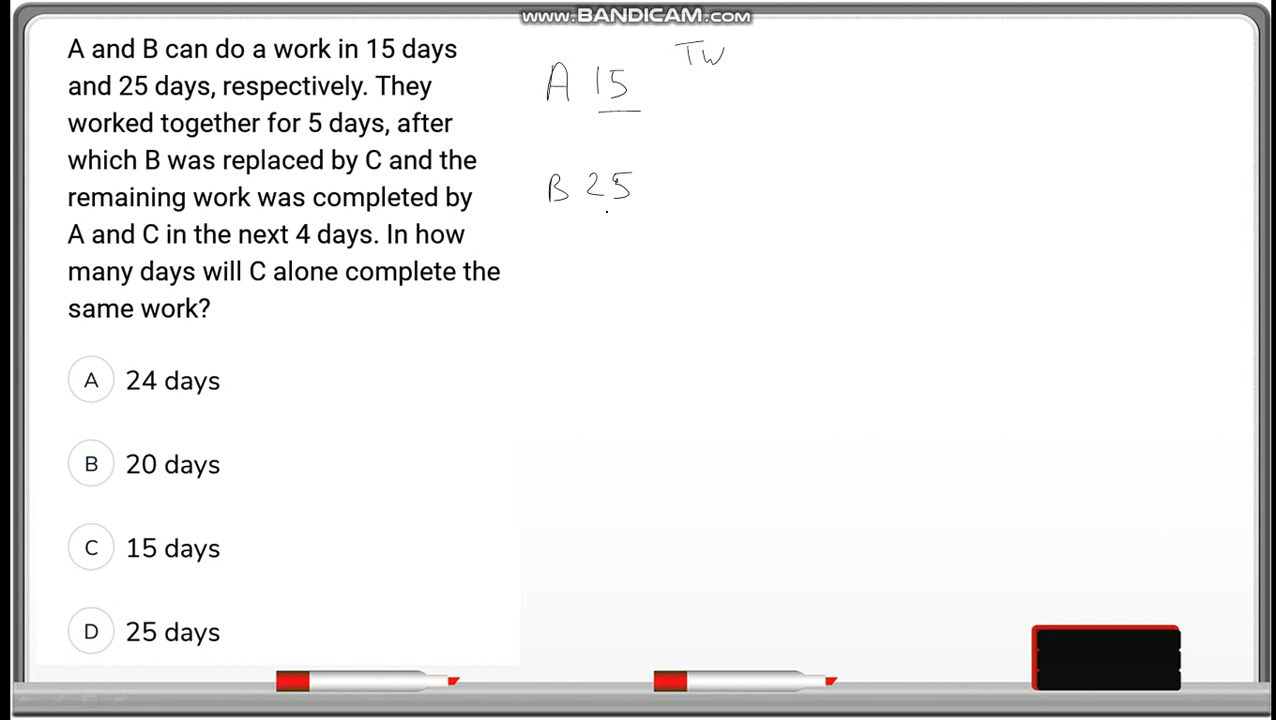 www.BANDICAM.com
A and B can do a work in 15 days
and 25 days, respectively. They
worked together for 5 days, after
which B was replaced by C and the
remaining work was completed by
A and C in the next 4 days. In how
many days will C alone complete the
same work?
A 24 days
B 20 days
C 15 days
D 25 days
TW
A 15
B 25